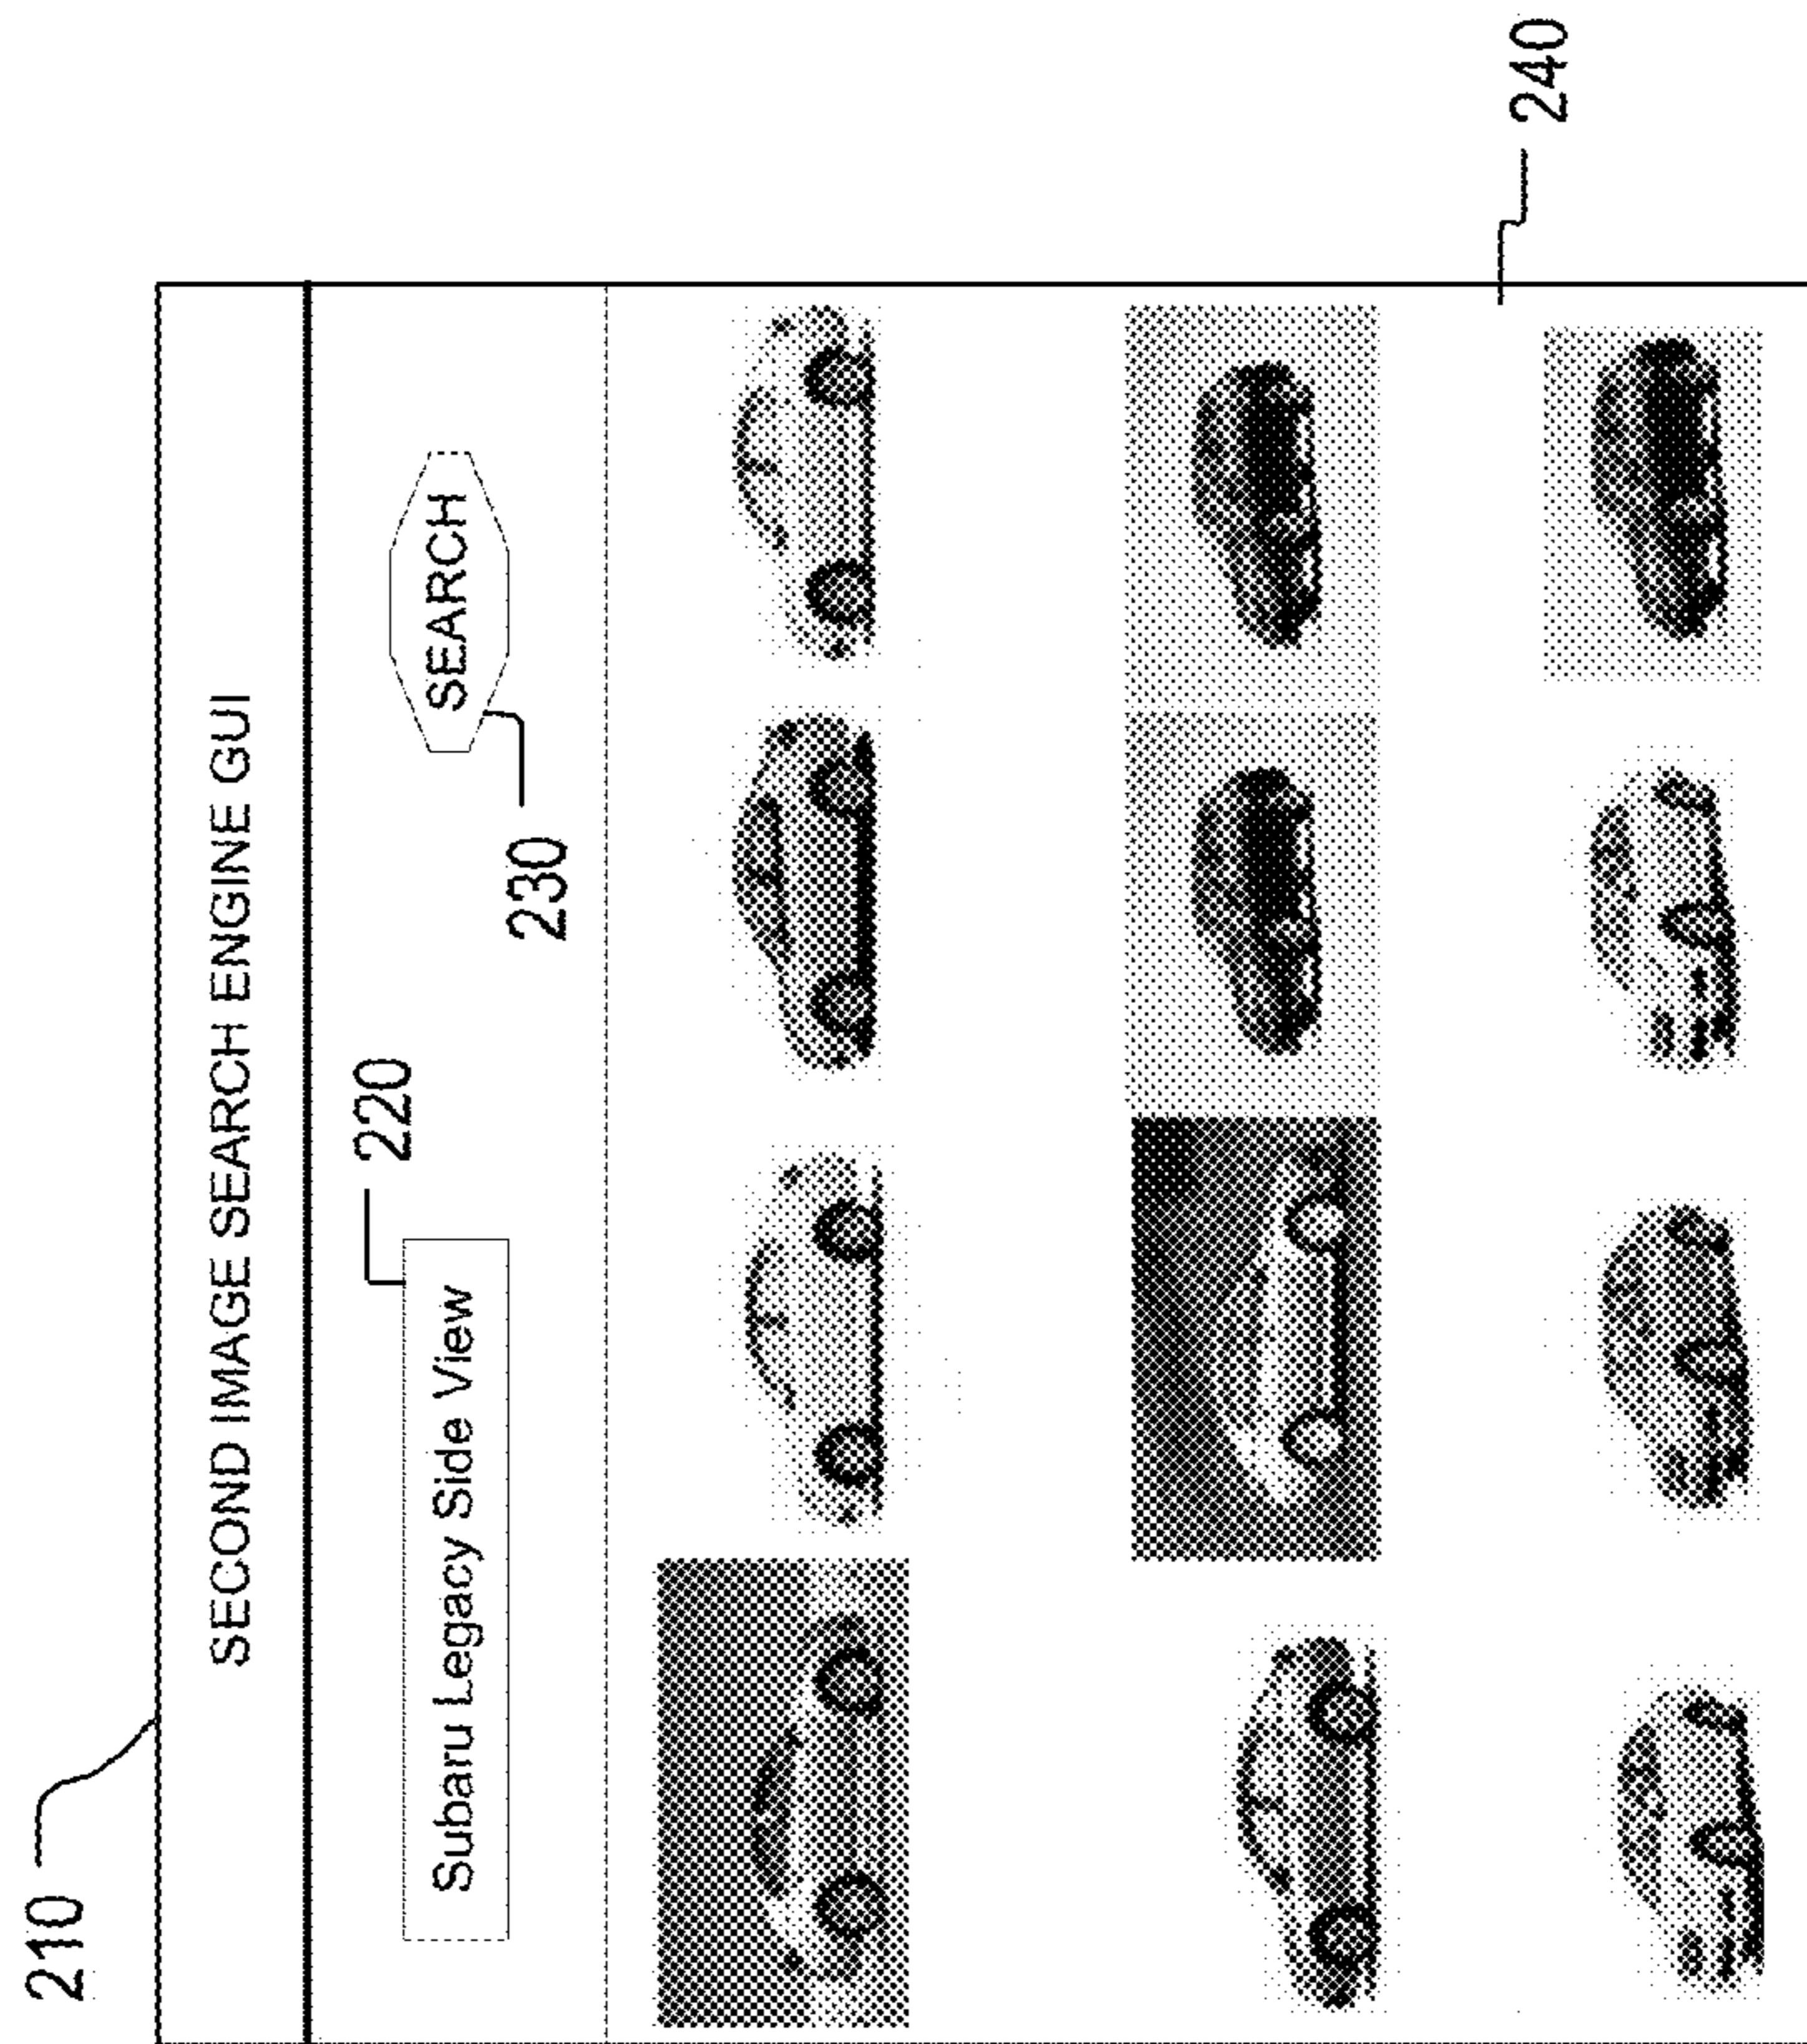 210
SECOND IMAGE SEARCH ENGINE GUI
220
Subaru Legacy Side View
SEARCH
230
240